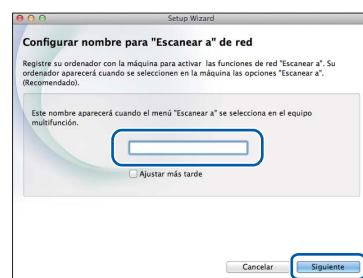 Setup Wizard
Configurar nombre para "Escanear a" de red
Registre su ordenador con la máquina para activar las funciones de red "Escanear a". Su
ordenador aparecerá cuando se seleccionen en la máquina las opciones "Escanear a".
(Recomendado).
Este nombre aparecerá cuando el menú "Escanear a" se selecciona en el equipo
multifunción.
Ajustar más tarde
Cancelar
Siguiente